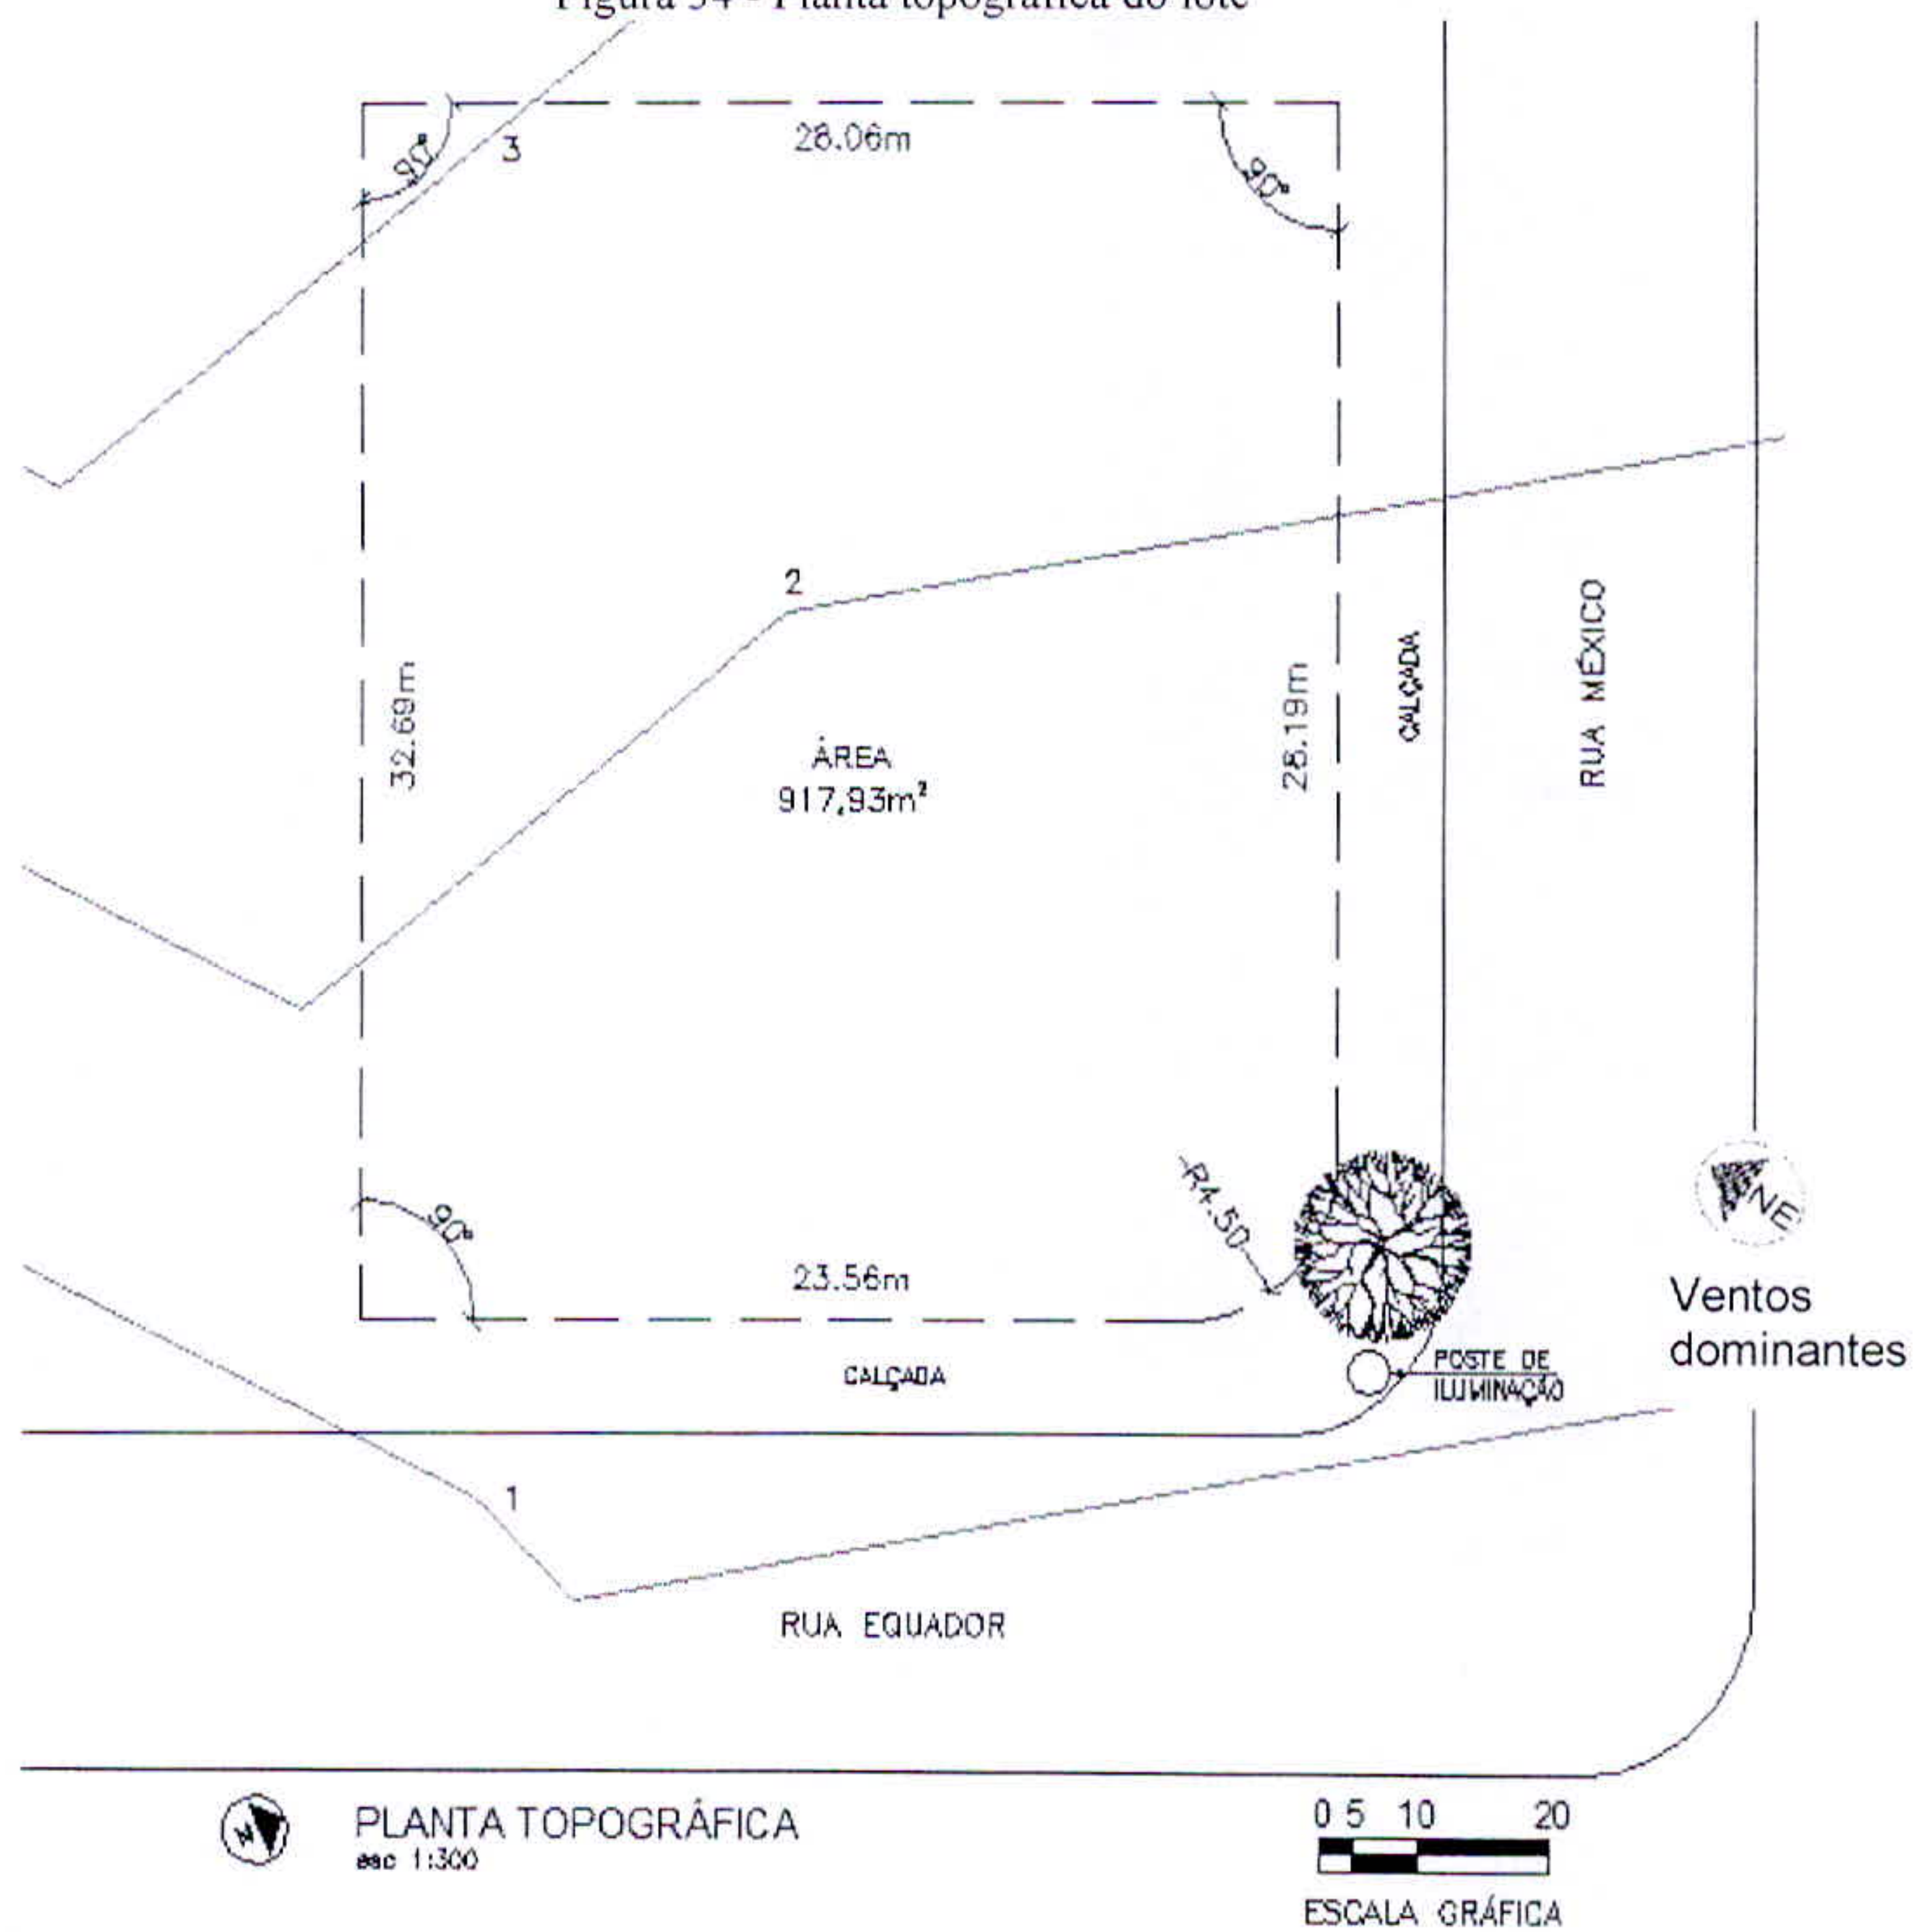 Figura 34 - Planta topográfica do lote
90°
3
28.06m
90°
2
32.69m
ÁREA
917,93m²
28.19m
CALÇADA
RUA MÉXICO
R4.50
90°
23.56m
NE
Ventos
dominantes
CALÇADA
POSTE DE
ILUMINAÇÃO
1
RUA EQUADOR
N
PLANTA TOPOGRÁFICA
esc 1:300
0 5 10 20
ESCALA GRÁFICA